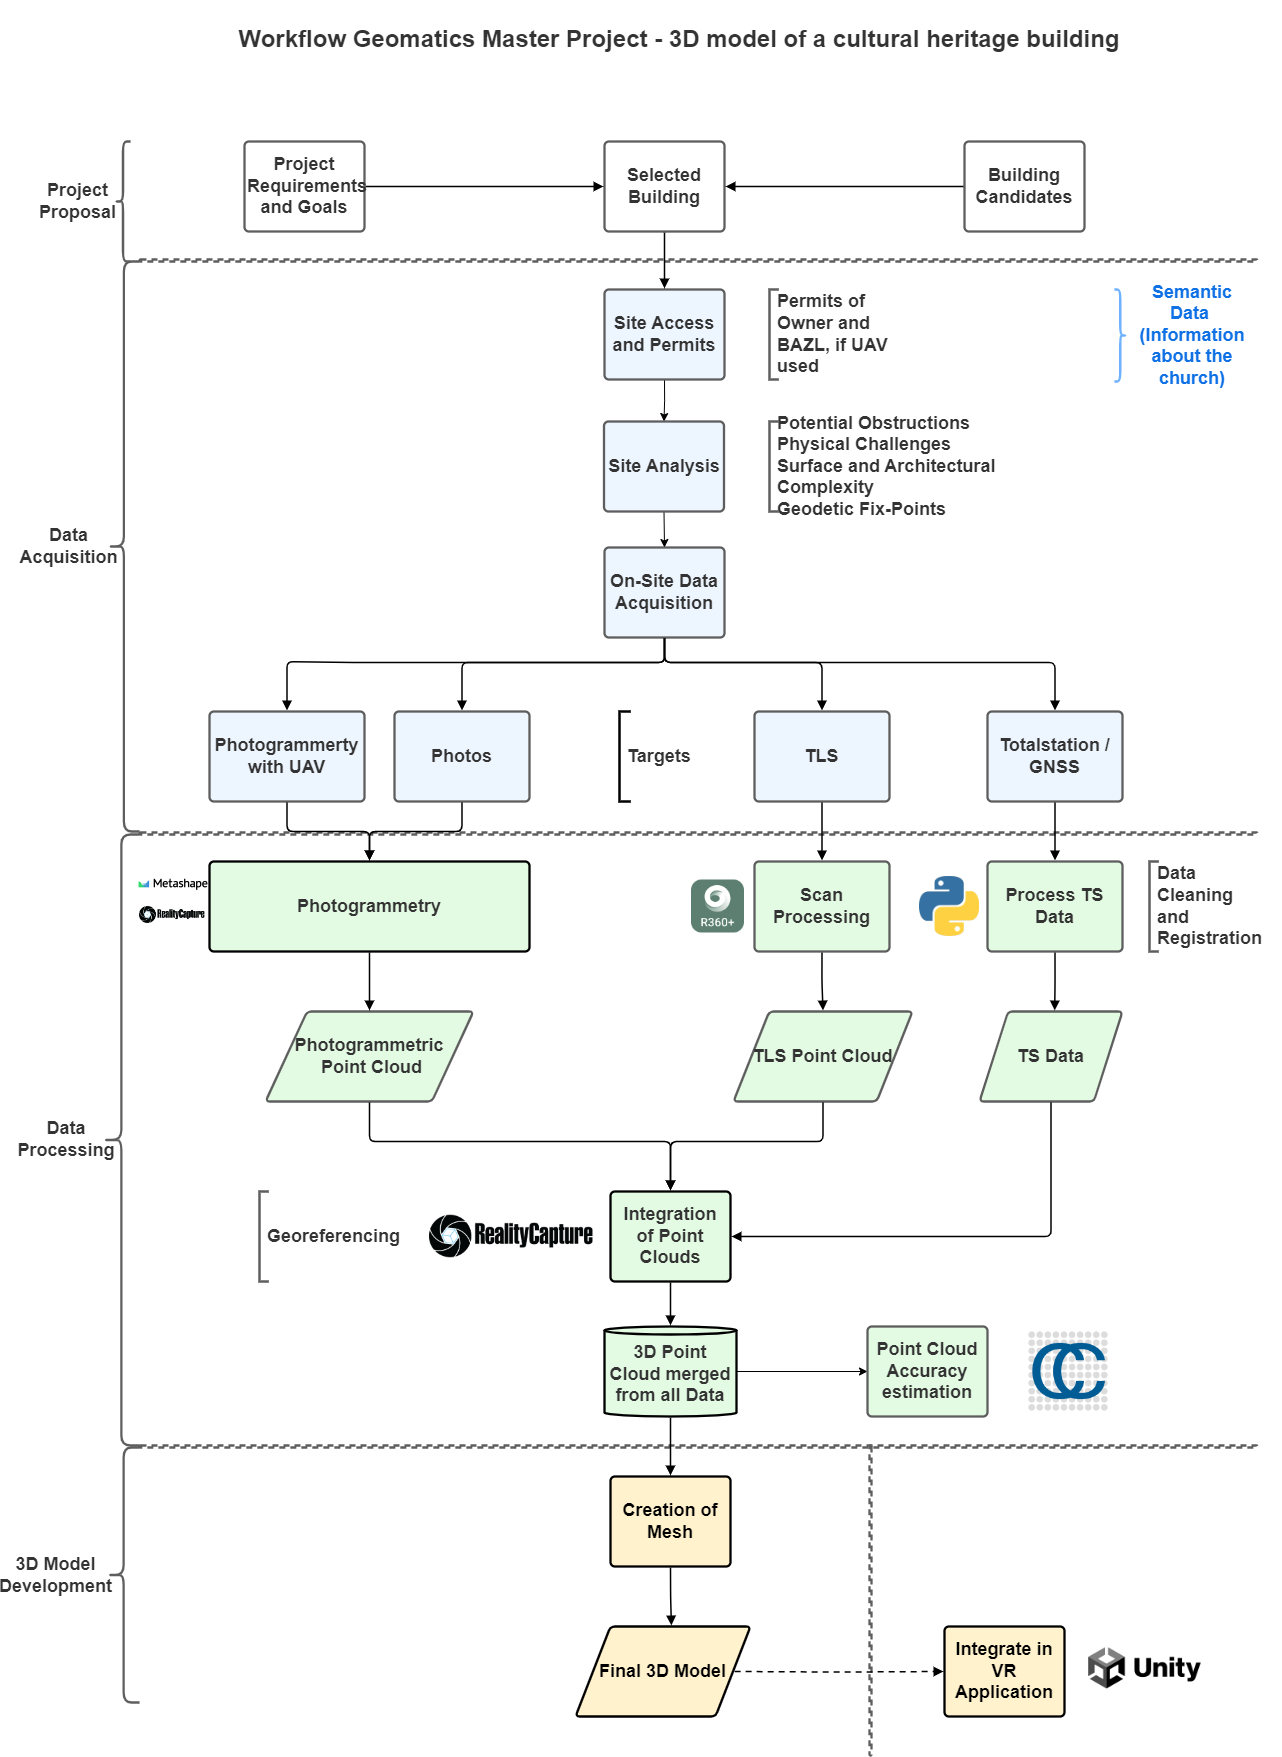 Workflow Geomatics Master Project - 3D model of a cultural heritage building
Project
Proposal
Project
Requirements
and Goals
Selected
Building
Building
Candidates
Data
Acquisition
Site Access
and Permits
Permits of
Owner and
BAZL, if UAV
used
Semantic
Data
(Information
about the
church)
Site Analysis
Potential Obstructions
Physical Challenges
Surface and Architectural
Complexity
Geodetic Fix-Points
On-Site Data
Acquisition
Photogrammerty
with UAV
Photos
Targets
TLS
Totalstation /
GNSS
Data
Processing
Metashape
RealityCapture
Photogrammetry
R360+
Scan
Processing
Process TS
Data
Data
Cleaning
and
Registration
Photogrammetric
Point Cloud
TLS Point Cloud
TS Data
Georeferencing
RealityCapture
Integration
of Point
Clouds
3D Point
Cloud merged
from all Data
Point Cloud
Accuracy
estimation
CC
3D Model
Development
Creation of
Mesh
Final 3D Model
Integrate in
VR
Application
Unity